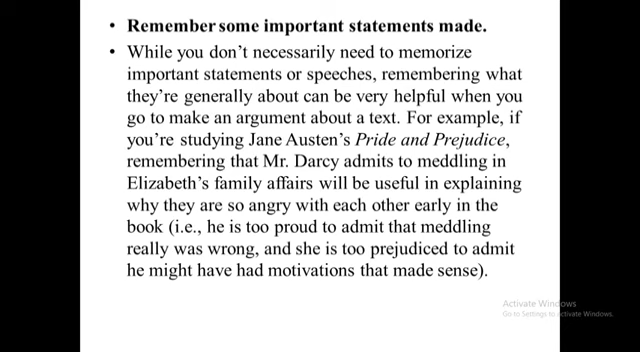 • Remember some important statements made.
• While you don’t necessarily need to memorize
important statements or speeches, remembering what
they’re generally about can be very helpful when you
go to make an argument about a text. For example, if
you’re studying Jane Austen’s Pride and Prejudice,
remembering that Mr. Darcy admits to meddling in
Elizabeth’s family affairs will be useful in explaining
why they are so angry with each other early in the
book (i.e., he is too proud to admit that meddling
really was wrong, and she is too prejudiced to admit
he might have had motivations that made sense).
Activate Windows
Go to Settings to activate Windows.